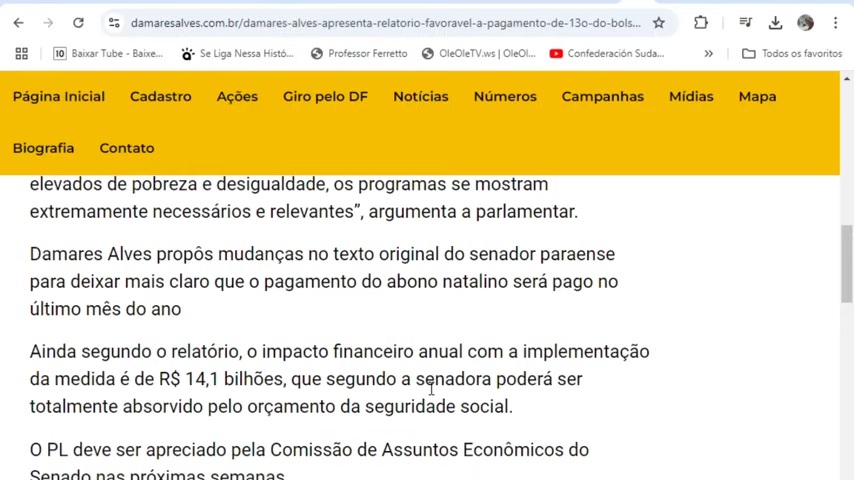 damaresalves.com.br/damares-alves-apresenta-relatorio-favoravel-a-pagamento-de-13o-do-bols...
Baixar Tube - Baixe...
Se Liga Nessa Histó...
Professor Ferretto
OleOleTV.ws | OleOl...
Confederación Suda...
»
Todos os favoritos
Página Inicial
Cadastro
Ações
Giro pelo DF
Notícias
Números
Campanhas
Mídias
Mapa
Biografia
Contato
elevados de pobreza e desigualdade, os programas se mostram
extremamente necessários e relevantes”, argumenta a parlamentar.
Damares Alves propôs mudanças no texto original do senador paraense
para deixar mais claro que o pagamento do abono natalino será pago no
último mês do ano
Ainda segundo o relatório, o impacto financeiro anual com a implementação
da medida é de R$ 14,1 bilhões, que segundo a senadora poderá ser
totalmente absorvido pelo orçamento da seguridade social.
O PL deve ser apreciado pela Comissão de Assuntos Econômicos do
Senado nas próximas semanas